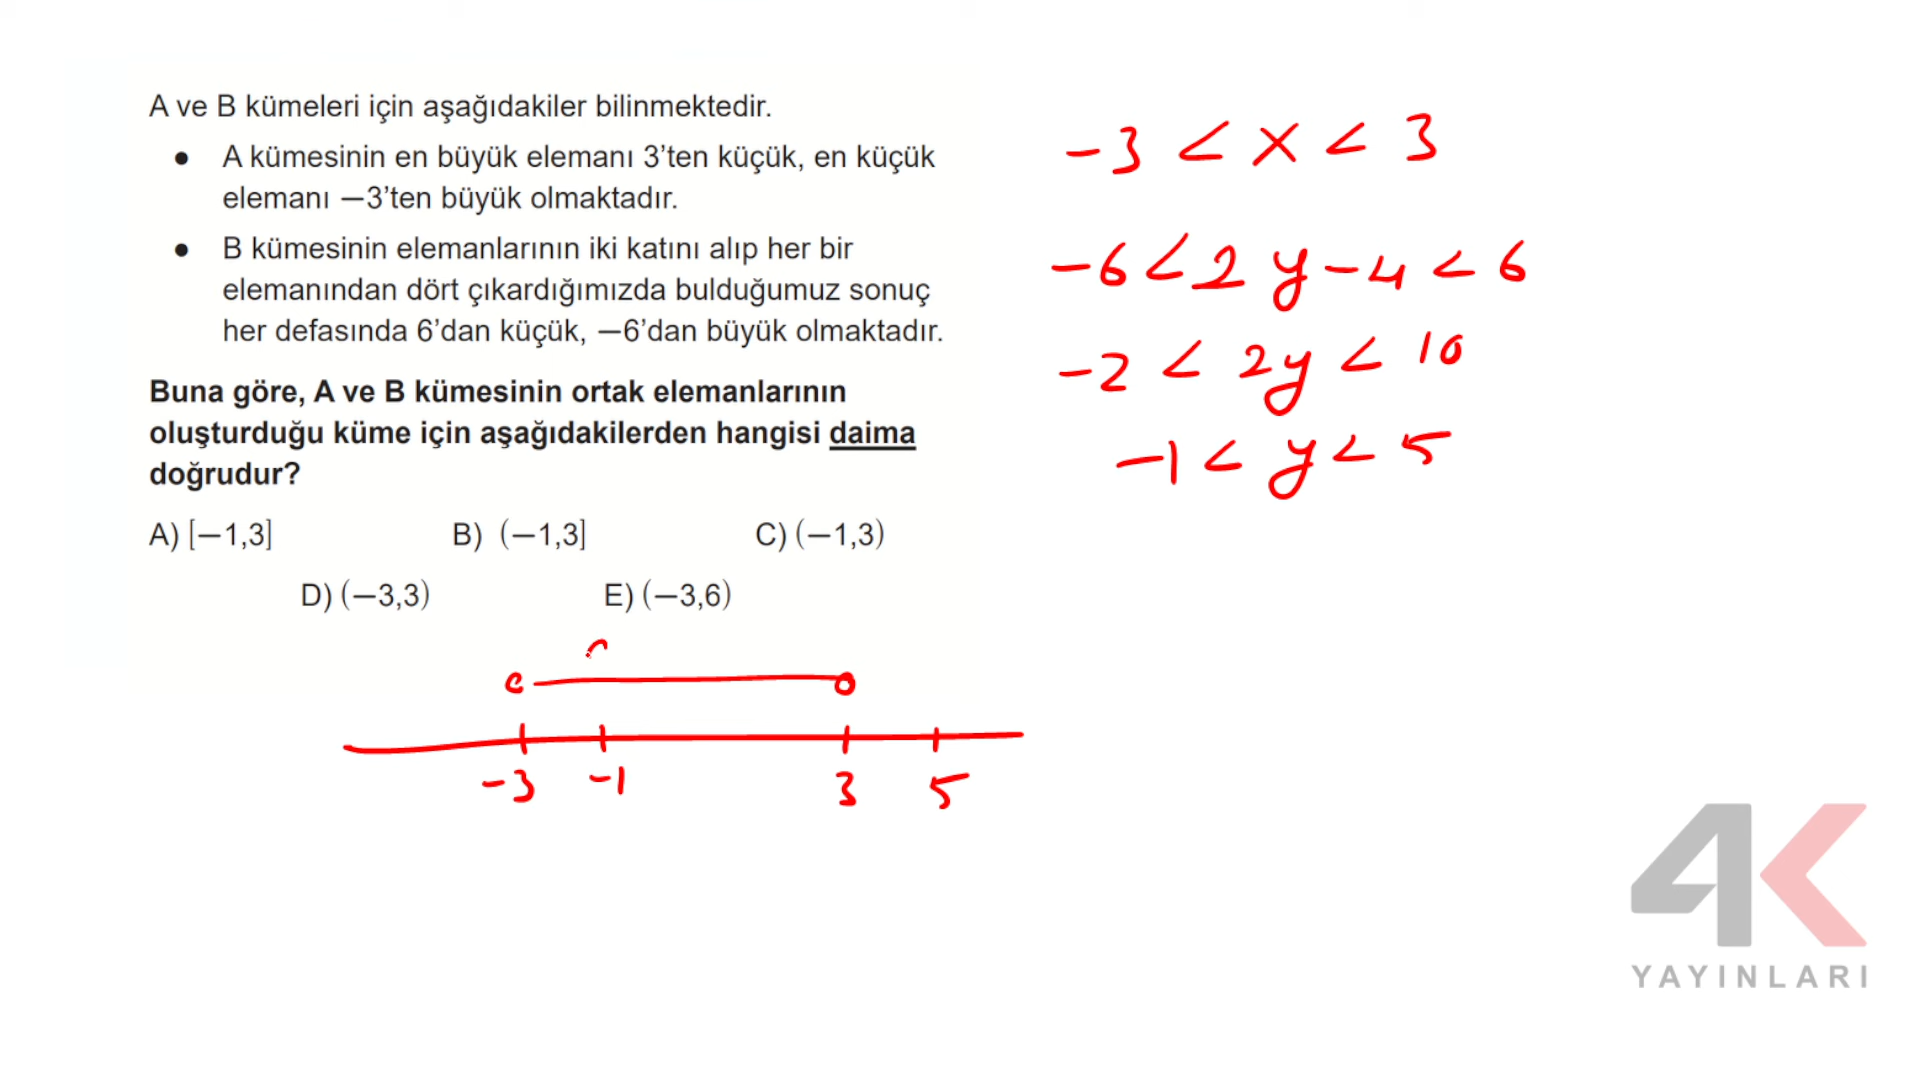 A ve B kümeleri için aşağıdakiler bilinmektedir.
● A kümesinin en büyük elemanı 3’ten küçük, en küçük
elemanı –3’ten büyük olmaktadır.
● B kümesinin elemanlarının iki katını alıp her bir
elemanından dört çıkardığımızda bulduğumuz sonuç
her defasında 6’dan küçük, –6’dan büyük olmaktadır.
Buna göre, A ve B kümesinin ortak elemanlarının
oluşturduğu küme için aşağıdakilerden hangisi daima
doğrudur?
A) [–1,3] B) (–1,3] C) (–1,3)
D) (–3,3) E) (–3,6)
-3 < x < 3
-6 < 2y - 4 < 6
-2 < 2y < 10
-1 < y < 5
-3 -1 3 5
4K
YAYINLARI